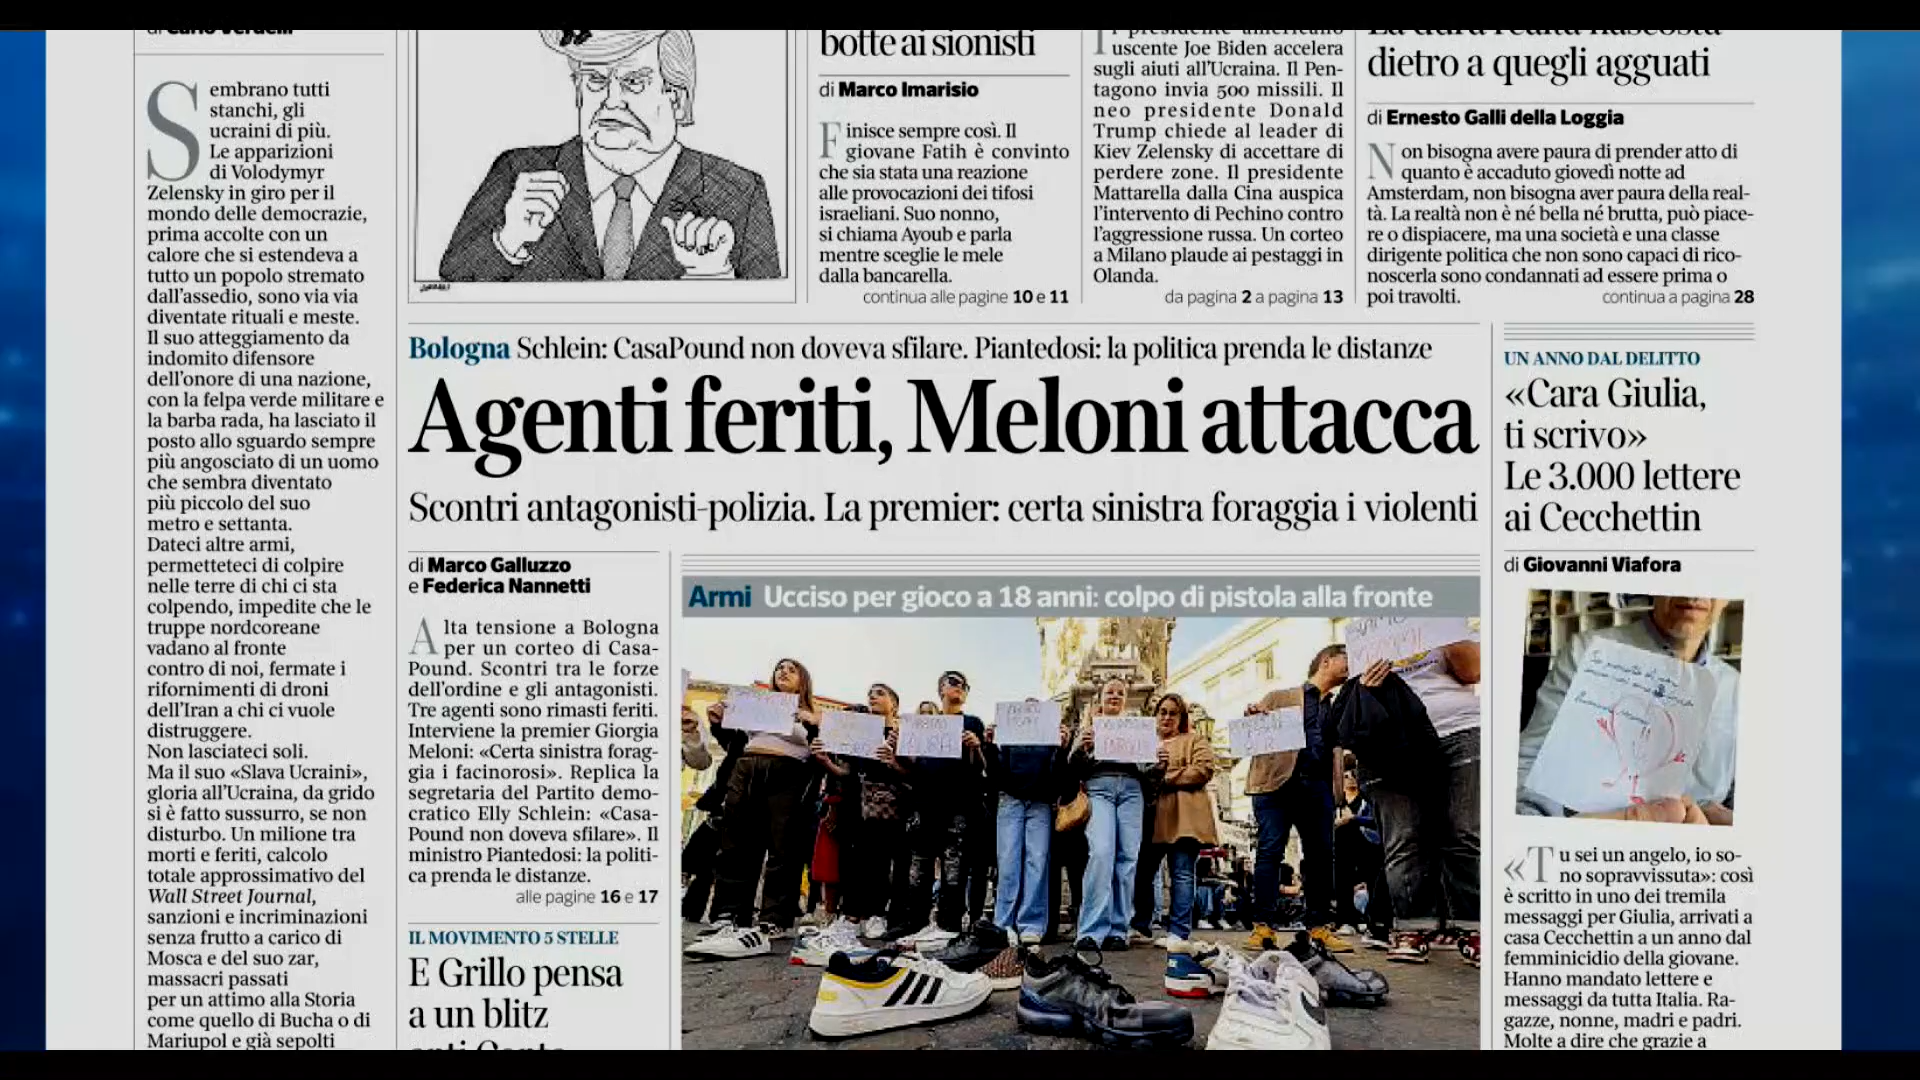 di Carlo Verdelli
Sembrano tutti
stanchi, gli
ucraini di più.
Le apparizioni
di Volodymyr
Zelensky in giro per il
mondo delle democrazie,
prima accolte con un
calore che si estendeva a
tutto un popolo stremato
dall'assedio, sono via via
diventate rituali e meste.
Il suo atteggiamento da
indomito difensore
dell'onore di una nazione,
con la felpa verde militare e
la barba rada, ha lasciato il
posto allo sguardo sempre
più angosciato di un uomo
che sembra diventato
più piccolo del suo
metro e settanta.
Dateci altre armi,
permetteteci di colpire
nelle terre di chi ci sta
colpendo, impedite che le
truppe nordcoreane
vadano al fronte
contro di noi, fermate i
rifornimenti di droni
dell'Iran a chi ci vuole
distruggere.
Non lasciateci soli.
Ma il suo «Slava Ucraini»,
gloria all'Ucraina, da grido
si è fatto sussurro, se non
disturbo. Un milione tra
morti e feriti, calcolo
totale approssimativo del
Wall Street Journal,
sanzioni e incriminazioni
senza frutto a carico di
Mosca e del suo zar,
massacri passati
per un attimo alla Storia
come quello di Bucha o di
Mariupol e già sepolti
botte ai sionisti
di Marco Imarisio
Finisce sempre così. Il
giovane Fatih è convinto
che sia stata una reazione
alle provocazioni dei tifosi
israeliani. Suo nonno,
si chiama Ayoub e parla
mentre sceglie le mele
dalla bancarella.
continua alle pagine 10 e 11
Il presidente americano
uscente Joe Biden accelera
sugli aiuti all'Ucraina. Il Pen-
tagono invia 500 missili. Il
neo presidente Donald
Trump chiede al leader di
Kiev Zelensky di accettare di
perdere zone. Il presidente
Mattarella dalla Cina auspica
l'intervento di Pechino contro
l'aggressione russa. Un corteo
a Milano plaude ai pestaggi in
Olanda.
da pagina 2 a pagina 13
La dura realtà nascosta
dietro a quegli agguati
di Ernesto Galli della Loggia
Non bisogna avere paura di prender atto di
quanto è accaduto giovedì notte ad
Amsterdam, non bisogna aver paura della real-
tà. La realtà non è né bella né brutta, può piace-
re o dispiacere, ma una società e una classe
dirigente politica che non sono capaci di rico-
noscerla sono condannati ad essere prima o
poi travolti. continua a pagina 28
Bologna Schlein: CasaPound non doveva sfilare. Piantedosi: la politica prenda le distanze
Agenti feriti, Meloni attacca
Scontri antagonisti-polizia. La premier: certa sinistra foraggia i violenti
di Marco Galluzzo
e Federica Nannetti
Alta tensione a Bologna
per un corteo di Casa-
Pound. Scontri tra le forze
dell'ordine e gli antagonisti.
Tre agenti sono rimasti feriti.
Interviene la premier Giorgia
Meloni: «Certa sinistra forag-
gia i facinorosi». Replica la
segretaria del Partito demo-
cratico Elly Schlein: «Casa-
Pound non doveva sfilare». Il
ministro Piantedosi: la politi-
ca prenda le distanze.
alle pagine 16 e 17
IL MOVIMENTO 5 STELLE
E Grillo pensa
a un blitz
anti Conte
Armi Ucciso per gioco a 18 anni: colpo di pistola alla fronte
UN ANNO DAL DELITTO
«Cara Giulia,
ti scrivo»
Le 3.000 lettere
ai Cecchettin
di Giovanni Viafora
«Tu sei un angelo, io so-
no sopravvissuta»: così
è scritto in uno dei tremila
messaggi per Giulia, arrivati a
casa Cecchettin a un anno dal
femminicidio della giovane.
Hanno mandato lettere e
messaggi da tutta Italia. Ra-
gazze, nonne, madri e padri.
Molte a dire che grazie a